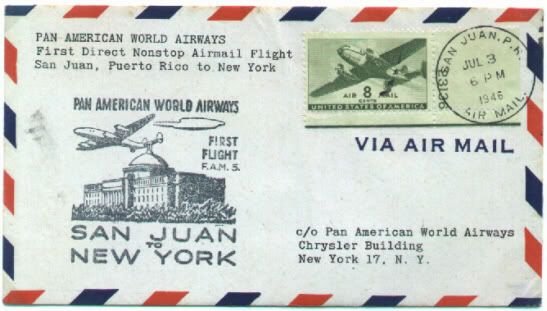 PAN AMERICAN WORLD AIRWAYS
First Direct Nonstop Airmail Flight
San Juan, Puerto Rico to New York
PAN AMERICAN WORLD AIRWAYS
FIRST
FLIGHT
F.A.M. 5.
SAN JUAN
TO
NEW YORK
AIR 8 MAIL
CENTS
UNITED STATES OF AMERICA
23136
SAN JUAN, P.R.
JUL 3
6 PM
1946
AIR MAIL.
VIA AIR MAIL
c/o Pan American World Airways
Chrysler Building
New York 17, N. Y.